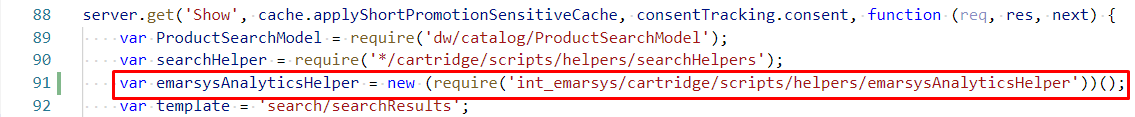 88 server.get('Show', cache.applyShortPromotionSensitiveCache, consentTracking.consent, function (req, res, next) {
89 var ProductSearchModel = require('dw/catalog/ProductSearchModel');
90 var searchHelper = require('*/cartridge/scripts/helpers/searchHelpers');
91 var emarsysAnalyticsHelper = new (require('int_emarsys/cartridge/scripts/helpers/emarsysAnalyticsHelper'))();
92 var template = 'search/searchResults';